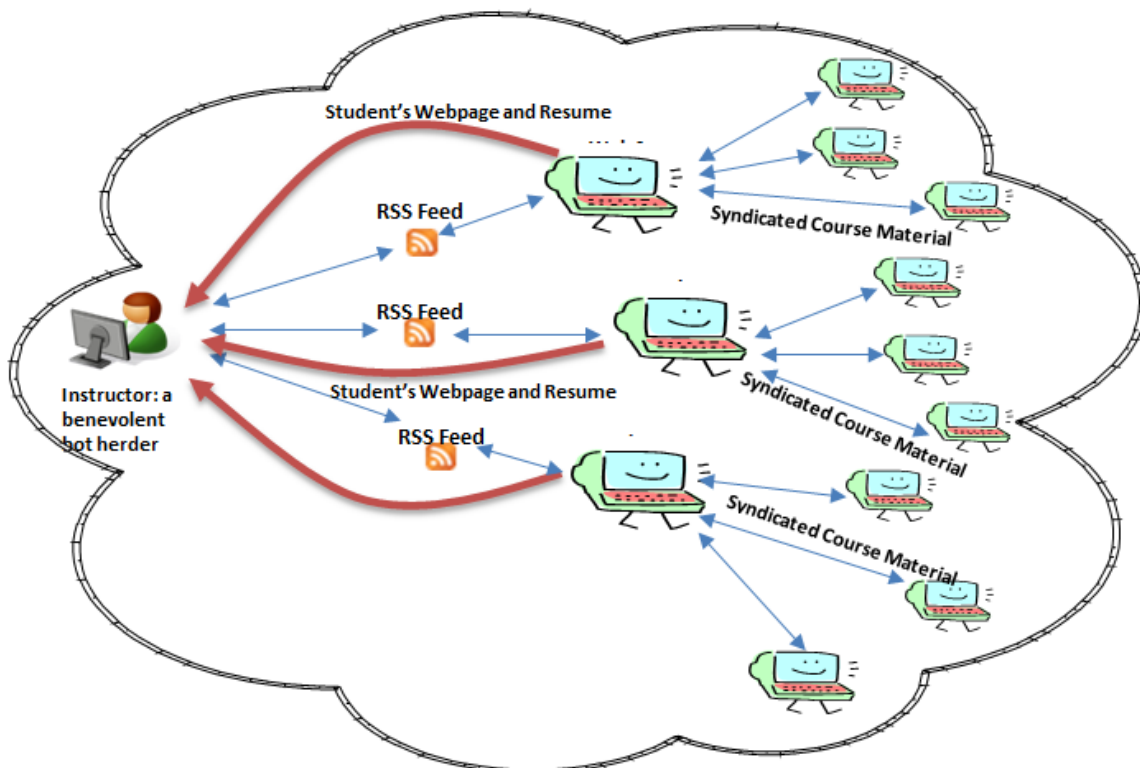 Student's Webpage and Resume
RSS Feed
Syndicated Course Material
RSS Feed
Instructor: a
benevolent
bot herder
Student's Webpage and Resume
Syndicated Course Material
RSS Feed
Syndicated Course Material